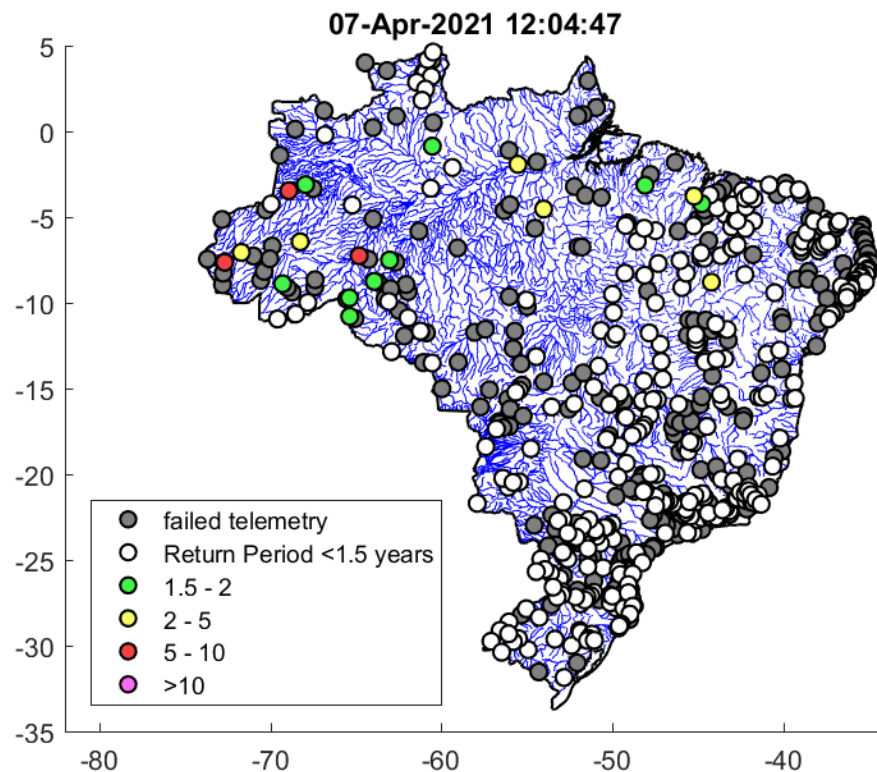 07-Apr-2021 12:04:47
5
0
-5
-10
-15
-20
-25
-30
-35
failed telemetry
Return Period <1.5 years
1.5 - 2
2 - 5
5 - 10
>10
-80 -70 -60 -50 -40